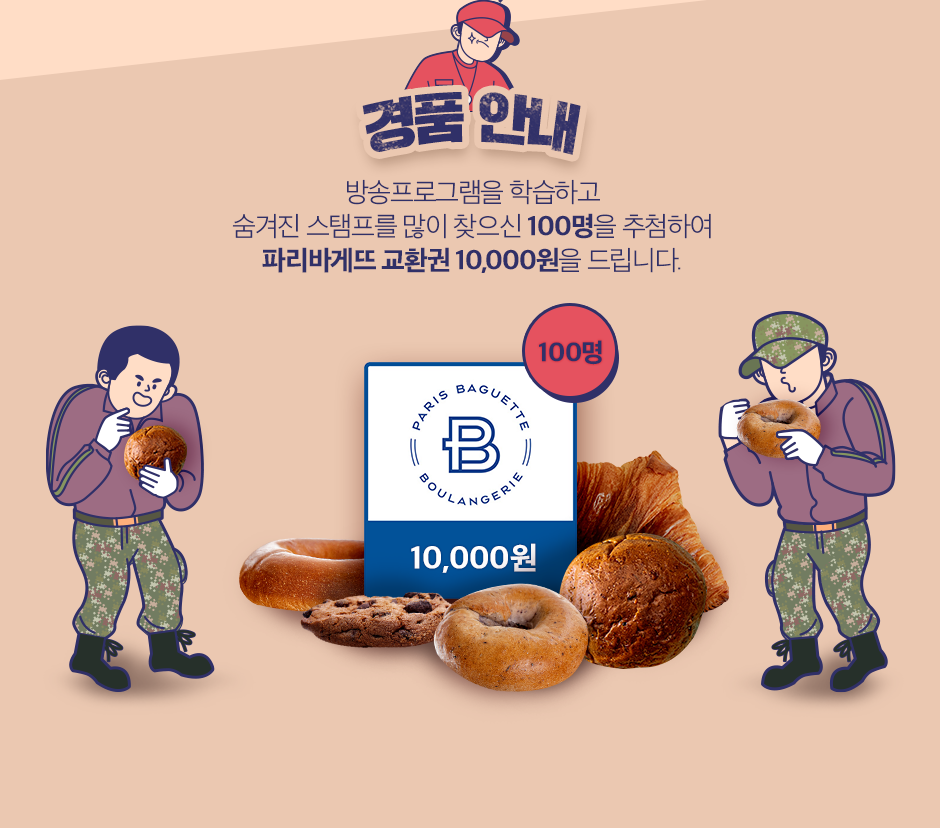 경품 안내
방송프로그램을 학습하고
숨겨진 스탬프를 많이 찾으신 100명을 추첨하여
파리바게뜨 교환권 10,000원을 드립니다.
100명
PARIS BAGUETTE
B
BOULANGERIE
10,000원